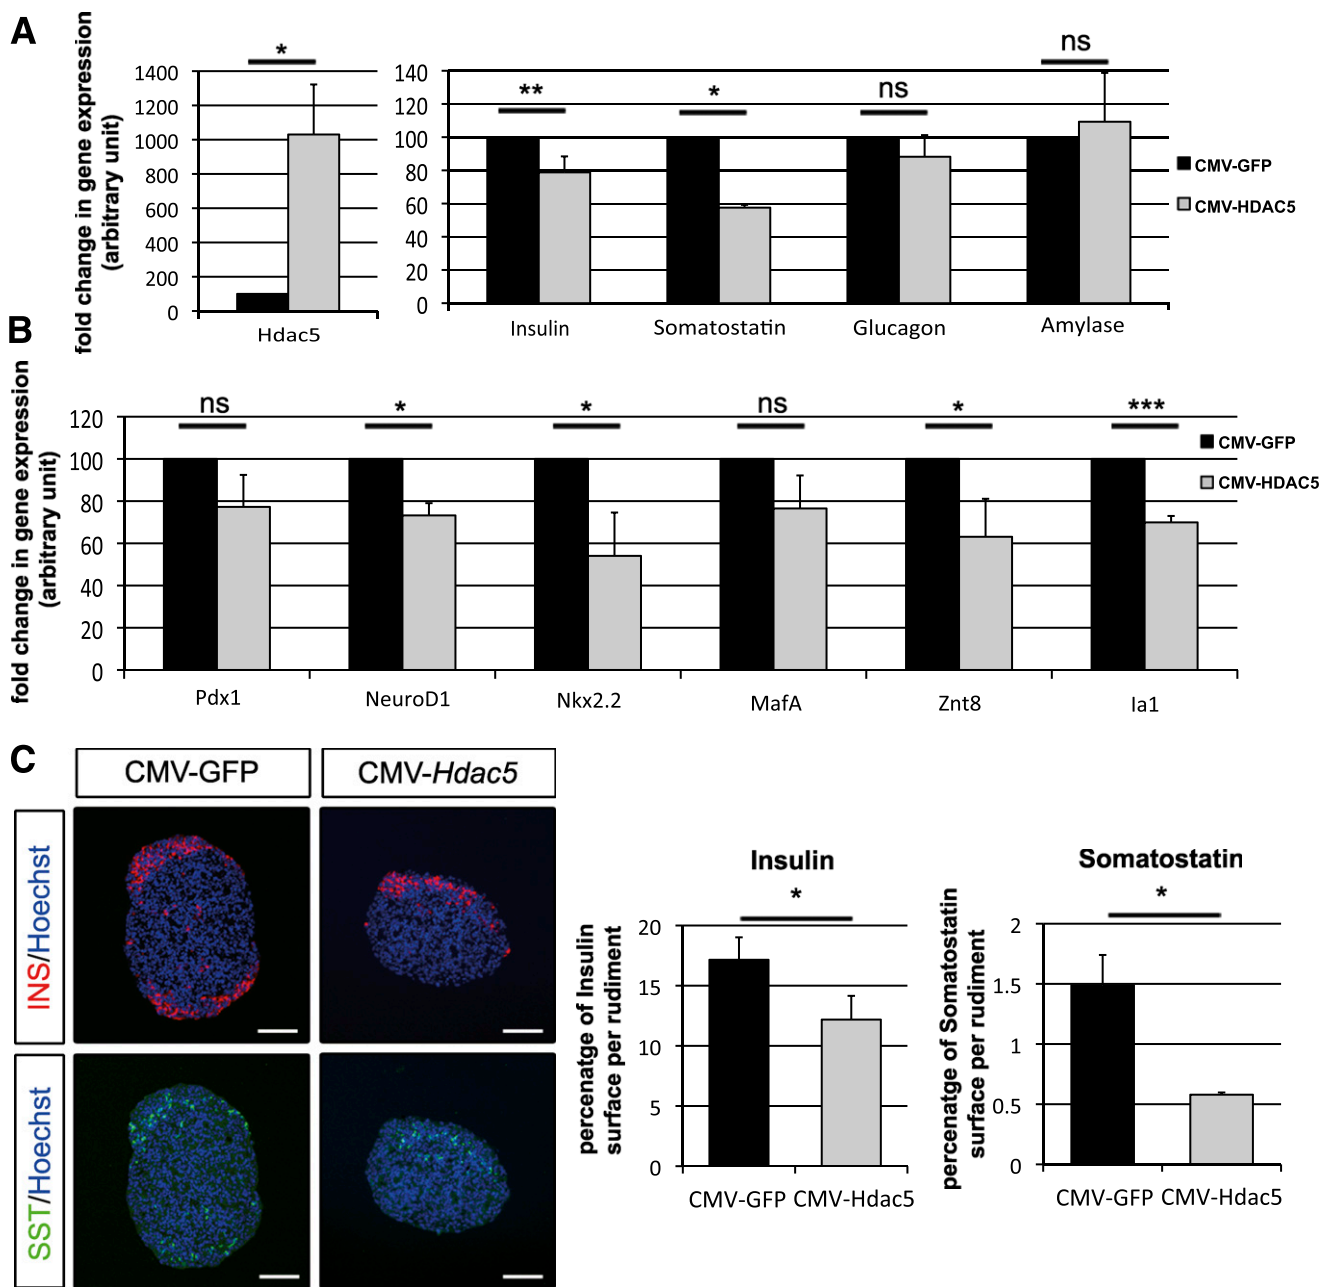 A
fold change in gene expression
(arbitrary unit)
1400
1200
1000
800
600
400
200
0
*
Hdac5
140
120
100
80
60
40
20
0
**
*
ns
ns
Insulin
Somatostatin
Glucagon
Amylase
CMV-GFP
CMV-HDAC5
B
fold change in gene expression
(arbitrary unit)
120
100
80
60
40
20
0
ns
*
*
ns
*
***
CMV-GFP
CMV-HDAC5
Pdx1
NeuroD1
Nkx2.2
MafA
Znt8
Ia1
C
CMV-GFP
CMV-Hdac5
INS/Hoechst
SST/Hoechst
Insulin
*
percenatge of Insulin
surface per rudiment
20
15
10
5
0
CMV-GFP
CMV-Hdac5
Somatostatin
*
percenatge of Somatostatin
surface per rudiment
2
1.5
1
0.5
0
CMV-GFP
CMV-Hdac5